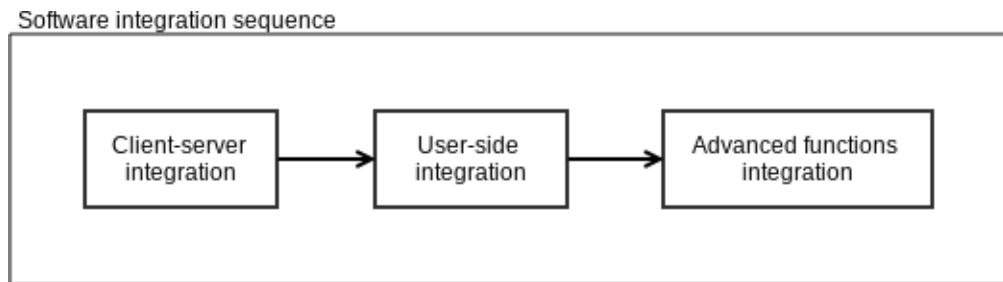 Software integration sequence
Client-server
integration
User-side
integration
Advanced functions
integration